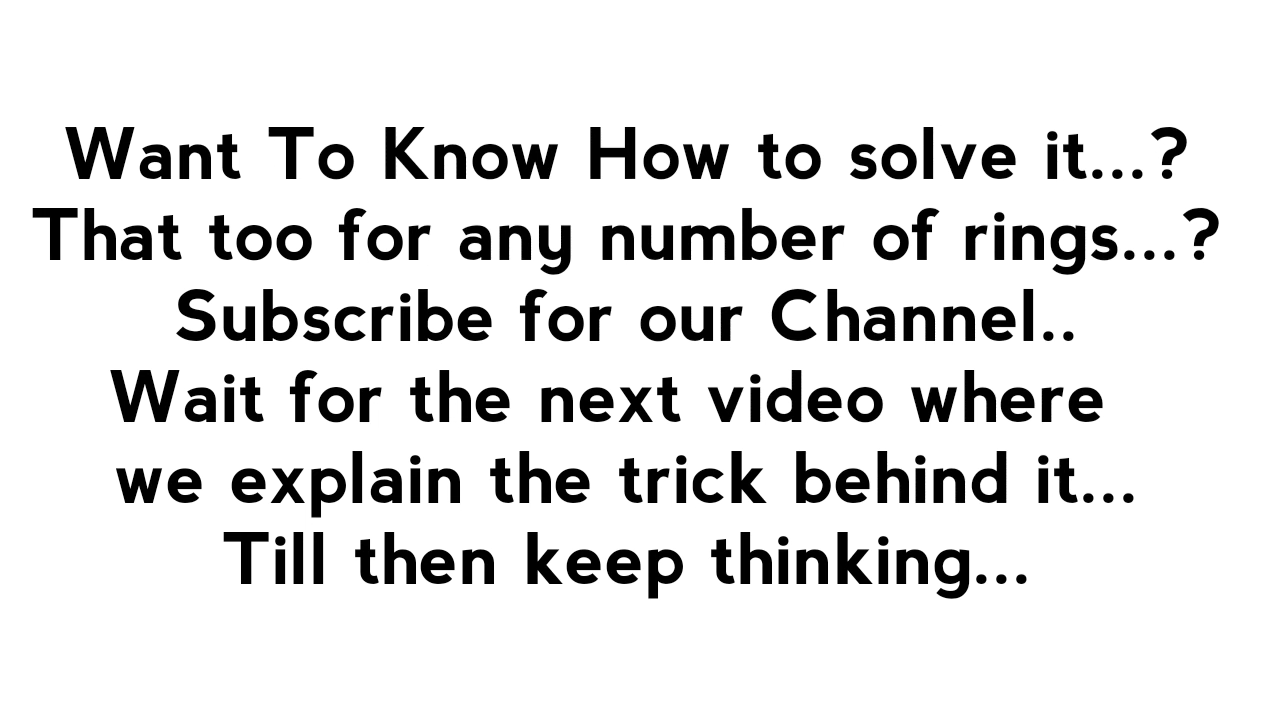 Want To Know How to solve it...?
That too for any number of rings...?
Subscribe for our Channel..
Wait for the next video where
we explain the trick behind it...
Till then keep thinking...